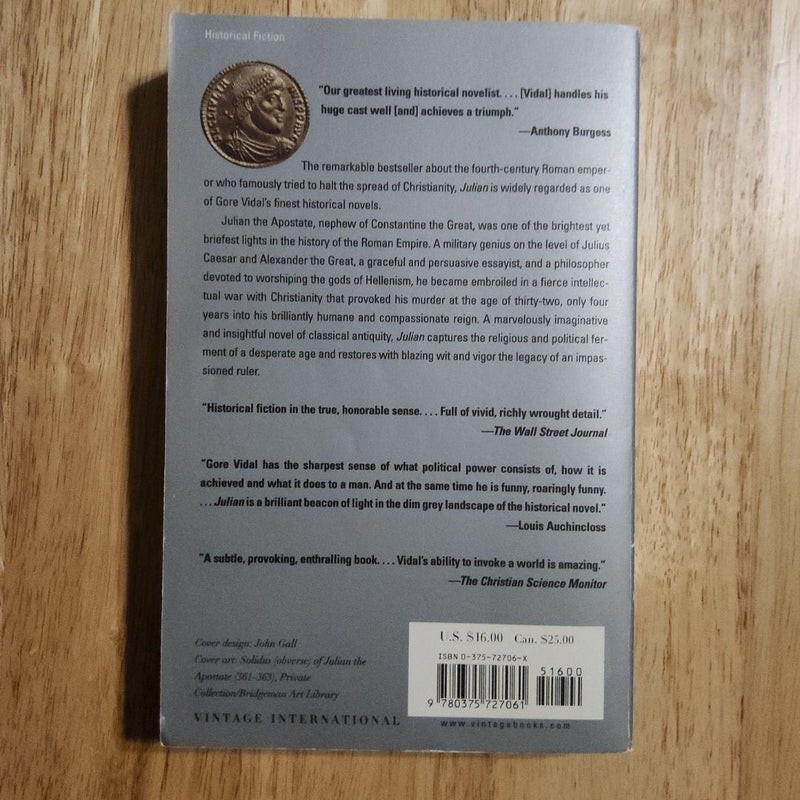 Historical Fiction
"Our greatest living historical novelist. . . . [Vidal] handles his
huge cast well [and] achieves a triumph."
—Anthony Burgess
The remarkable bestseller about the fourth-century Roman emper-
or who famously tried to halt the spread of Christianity, Julian is widely regarded as one
of Gore Vidal's finest historical novels.
Julian the Apostate, nephew of Constantine the Great, was one of the brightest yet
briefest lights in the history of the Roman Empire. A military genius on the level of Julius
Caesar and Alexander the Great, a graceful and persuasive essayist, and a philosopher
devoted to worshiping the gods of Hellenism, he became embroiled in a fierce intellec-
tual war with Christianity that provoked his murder at the age of thirty-two, only four
years into his brilliantly humane and compassionate reign. A marvelously imaginative
and insightful novel of classical antiquity, Julian captures the religious and political fer-
ment of a desperate age and restores with blazing wit and vigor the legacy of an impas-
sioned ruler.
"Historical fiction in the true, honorable sense. . . . Full of vivid, richly wrought detail."
—The Wall Street Journal
"Gore Vidal has the sharpest sense of what political power consists of, how it is
achieved and what it does to a man. And at the same time he is funny, roaringly funny.
. . . Julian is a brilliant beacon of light in the dim grey landscape of the historical novel."
—Louis Auchincloss
"A subtle, provoking, enthralling book. . . . Vidal's ability to invoke a world is amazing."
—The Christian Science Monitor
Cover design: John Gall
Cover art: Solidus (obverse) of Julian the
Apostate (361–363), Private
Collection/Bridgeman Art Library
VINTAGE INTERNATIONAL
U.S. $16.00 Can. $25.00
ISBN 0-375-72706-X
51600
9 780375 727061
www.vintagebooks.com